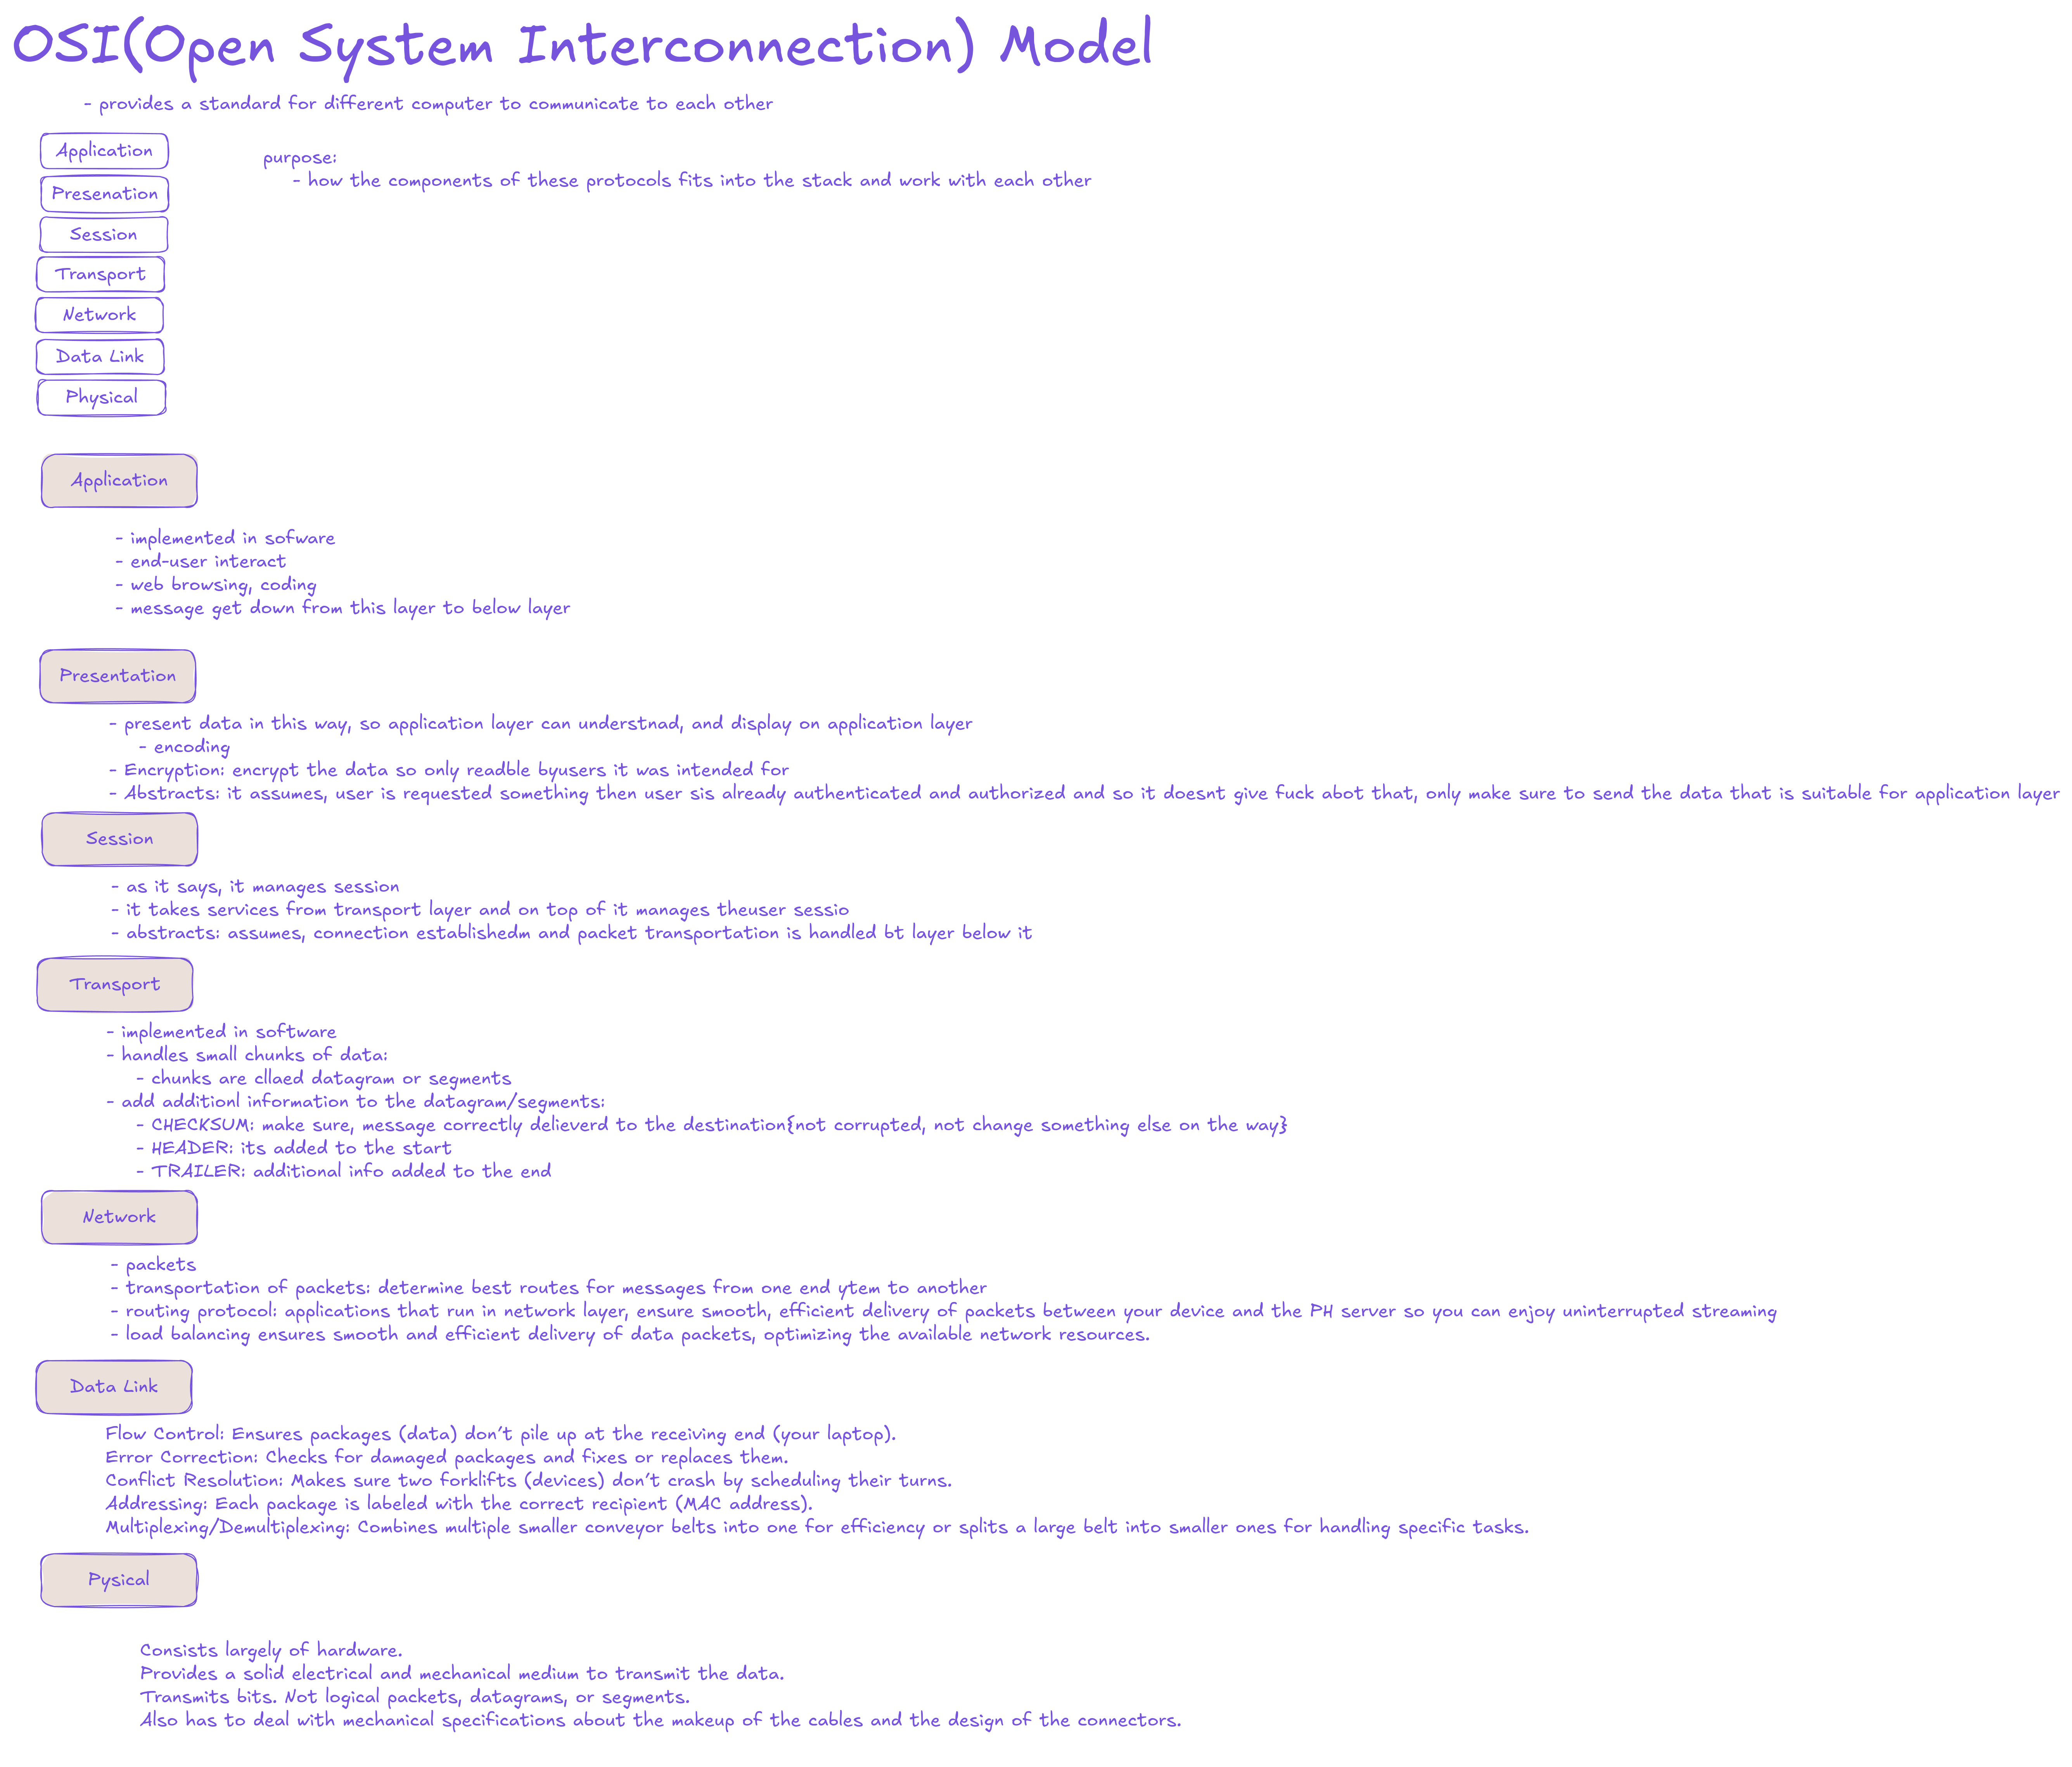 OSI(Open System Interconnection) Model
- provides a standard for different computer to communicate to each other
Application
Presenation
Session
Transport
Network
Data Link
Physical
purpose:
- how the components of these protocols fits into the stack and work with each other
Application
- implemented in sofware
- end-user interact
- web browsing, coding
- message get down from this layer to below layer
Presentation
- present data in this way, so application layer can understnad, and display on application layer
- encoding
- Encryption: encrypt the data so only readble byusers it was intended for
- Abstracts: it assumes, user is requested something then user sis already authenticated and authorized and so it doesnt give fuck abot that, only make sure to send the data that is suitable for application layer
Session
- as it says, it manages session
- it takes services from transport layer and on top of it manages theuser sessio
- abstracts: assumes, connection establishedm and packet transportation is handled bt layer below it
Transport
- implemented in software
- handles small chunks of data:
- chunks are cllaed datagram or segments
- add additionl information to the datagram/segments:
- CHECKSUM: make sure, message correctly delieverd to the destination{not corrupted, not change something else on the way}
- HEADER: its added to the start
- TRAILER: additional info added to the end
Network
- packets
- transportation of packets: determine best routes for messages from one end ytem to another
- routing protocol: applications that run in network layer, ensure smooth, efficient delivery of packets between your device and the PH server so you can enjoy uninterrupted streaming
- load balancing ensures smooth and efficient delivery of data packets, optimizing the available network resources.
Data Link
Flow Control: Ensures packages (data) don't pile up at the receiving end (your laptop).
Error Correction: Checks for damaged packages and fixes or replaces them.
Conflict Resolution: Makes sure two forklifts (devices) don't crash by scheduling their turns.
Addressing: Each package is labeled with the correct recipient (MAC address).
Multiplexing/Demultiplexing: Combines multiple smaller conveyor belts into one for efficiency or splits a large belt into smaller ones for handling specific tasks.
Pysical
Consists largely of hardware.
Provides a solid electrical and mechanical medium to transmit the data.
Transmits bits. Not logical packets, datagrams, or segments.
Also has to deal with mechanical specifications about the makeup of the cables and the design of the connectors.